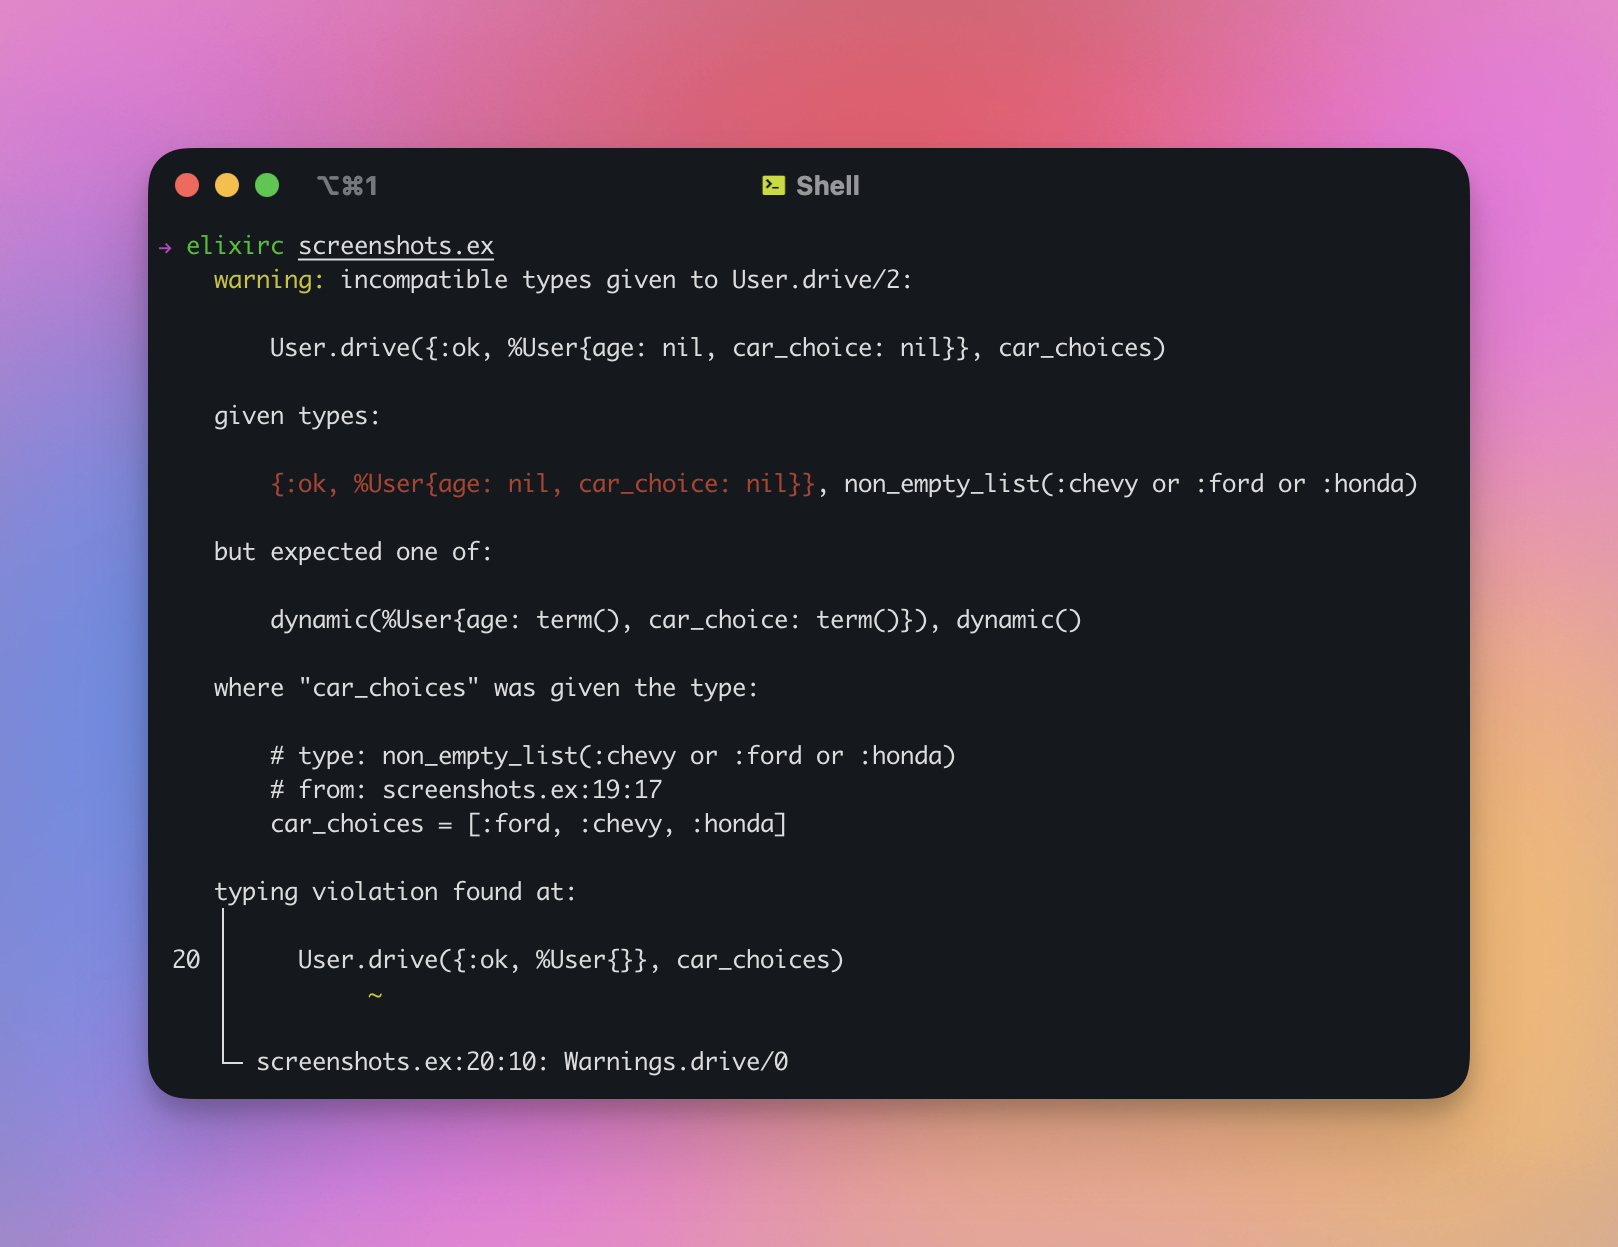 ⌥⌘1
Shell
→ elixirc screenshots.ex
warning: incompatible types given to User.drive/2:
User.drive({:ok, %User{age: nil, car_choice: nil}}, car_choices)
given types:
{:ok, %User{age: nil, car_choice: nil}}, non_empty_list(:chevy or :ford or :honda)
but expected one of:
dynamic(%User{age: term(), car_choice: term()}), dynamic()
where "car_choices" was given the type:
# type: non_empty_list(:chevy or :ford or :honda)
# from: screenshots.ex:19:17
car_choices = [:ford, :chevy, :honda]
typing violation found at:
20 │ User.drive({:ok, %User{}}, car_choices)
~
└─ screenshots.ex:20:10: Warnings.drive/0